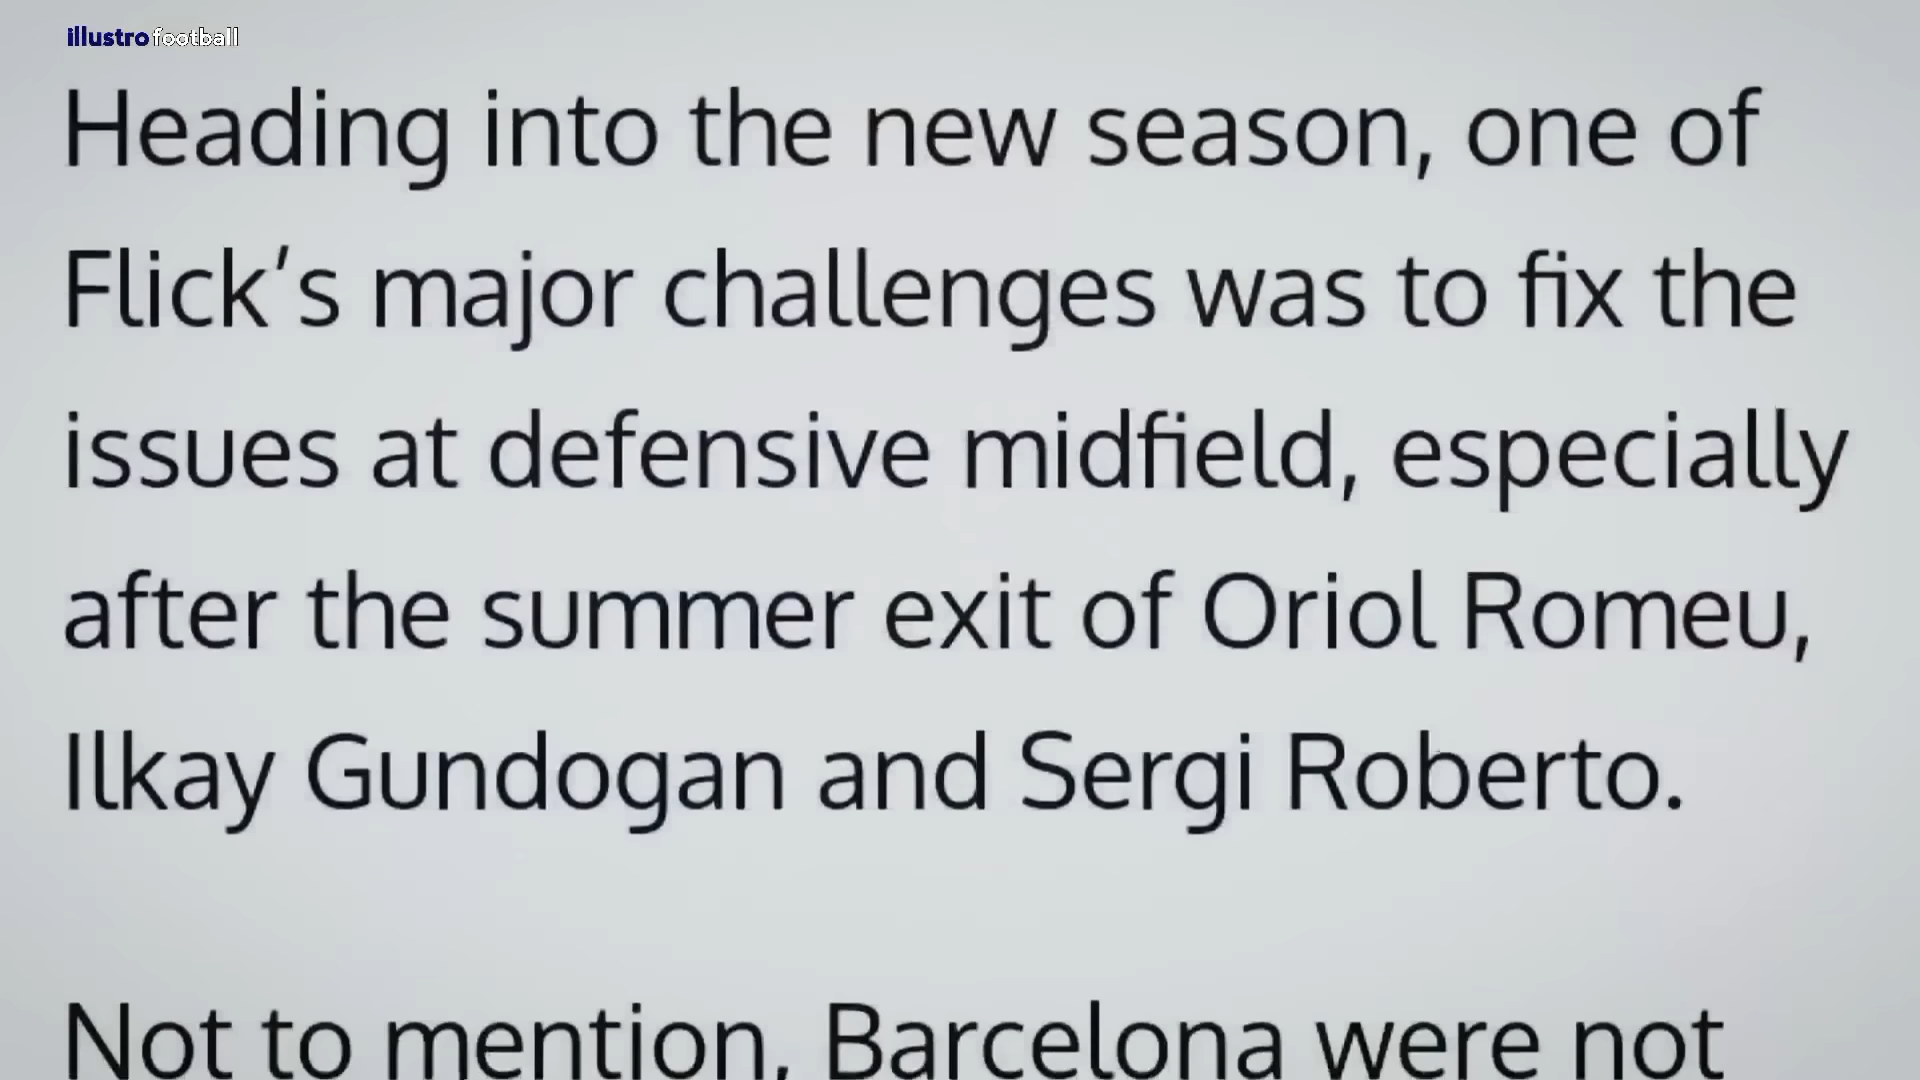 illustro football
Heading into the new season, one of
Flick’s major challenges was to fix the
issues at defensive midfield, especially
after the summer exit of Oriol Romeu,
Ilkay Gundogan and Sergi Roberto.
Not to mention, Barcelona were not